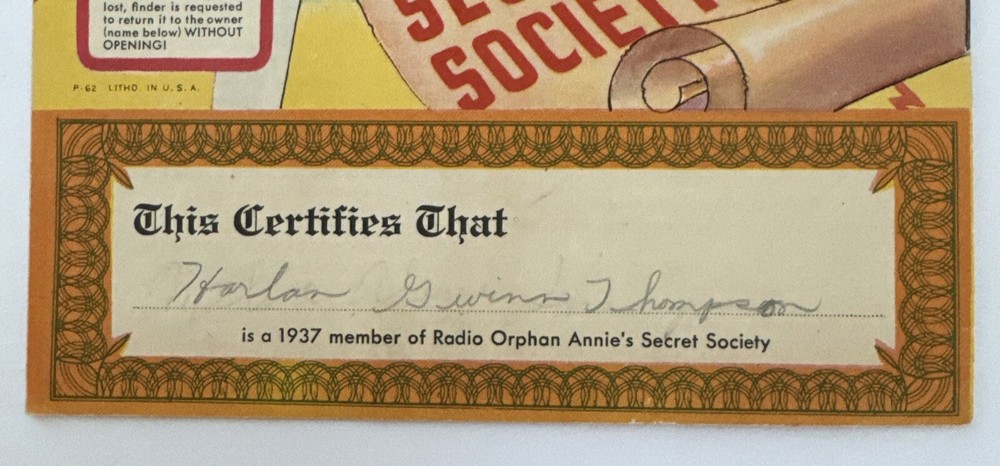 lost, finder is requested
to return it to the owner
(name below) WITHOUT
OPENING!
P-62 LITHO. IN U.S.A.
SOCIETY
This Certifies That
Harlan Gwinn Thompson
is a 1937 member of Radio Orphan Annie's Secret Society